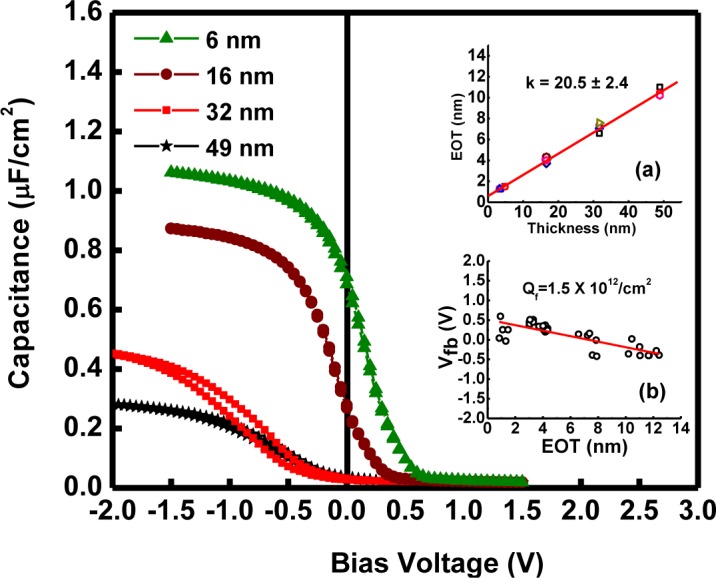 1.6
1.4
1.2
1.0
0.8
0.6
0.4
0.2
0.0
Capacitance (μF/cm²)
-2.0 -1.5 -1.0 -0.5 0.0 0.5 1.0 1.5 2.0 2.5 3.0
Bias Voltage (V)
6 nm
16 nm
32 nm
49 nm
14
12
10
8
6
4
2
0
EOT (nm)
k = 20.5 ± 2.4
(a)
0 10 20 30 40 50
Thickness (nm)
2.0
1.5
1.0
0.5
0.0
-0.5
-1.0
-1.5
-2.0
V_fb (V)
Q_f=1.5 X 10¹²/cm²
(b)
0 2 4 6 8 10 12 14
EOT (nm)